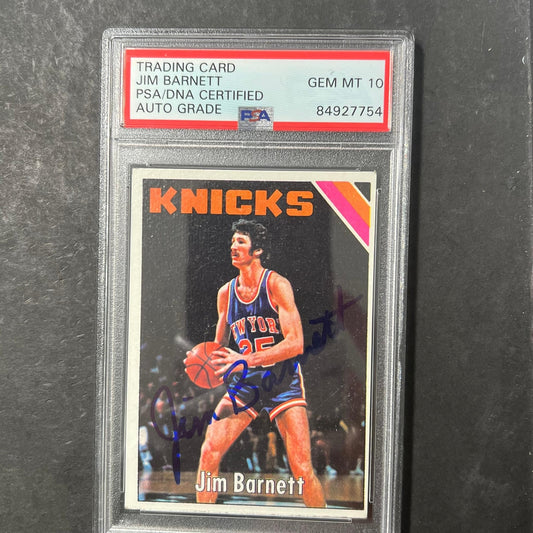 TRADING CARD
JIM BARNETT
PSA/DNA CERTIFIED
AUTO GRADE
GEM MT 10
84927754
PSA
KNICKS
NEW YORK
25
Jim Barnett
Jim Barnett